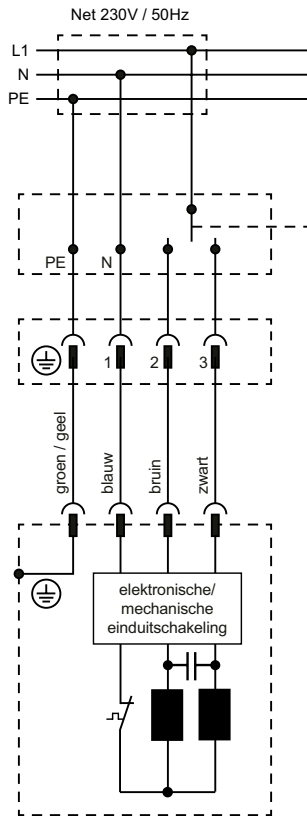 Net 230V / 50Hz
L1
N
PE
PE N
1 2 3
groen / geel
blauw
bruin
zwart
elektronische/
mechanische
einduitschakeling